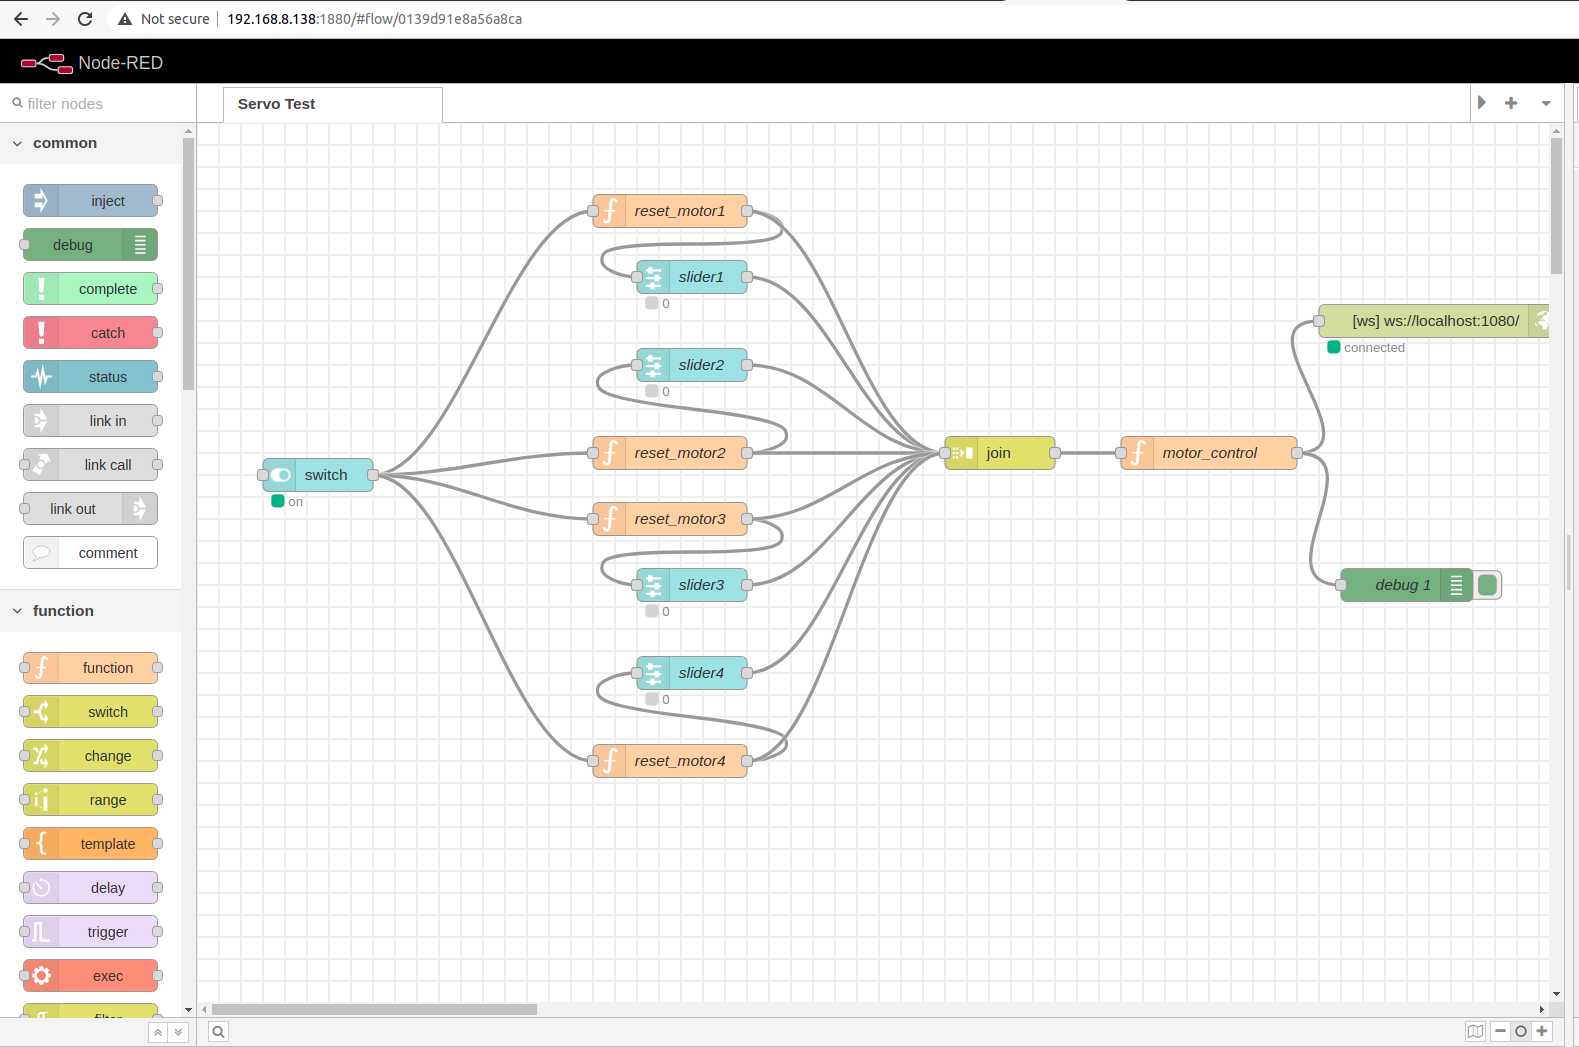 Not secure
192.168.8.138:1880/#flow/0139d91e8a56a8ca
Node-RED
filter nodes
Servo Test
common
inject
debug
complete
catch
status
link in
link call
link out
comment
function
function
switch
change
range
template
delay
trigger
exec
filter
switch
on
reset_motor1
slider1
0
slider2
0
reset_motor2
reset_motor3
slider3
0
slider4
0
reset_motor4
join
motor_control
[ws] ws://localhost:1080/
connected
debug 1